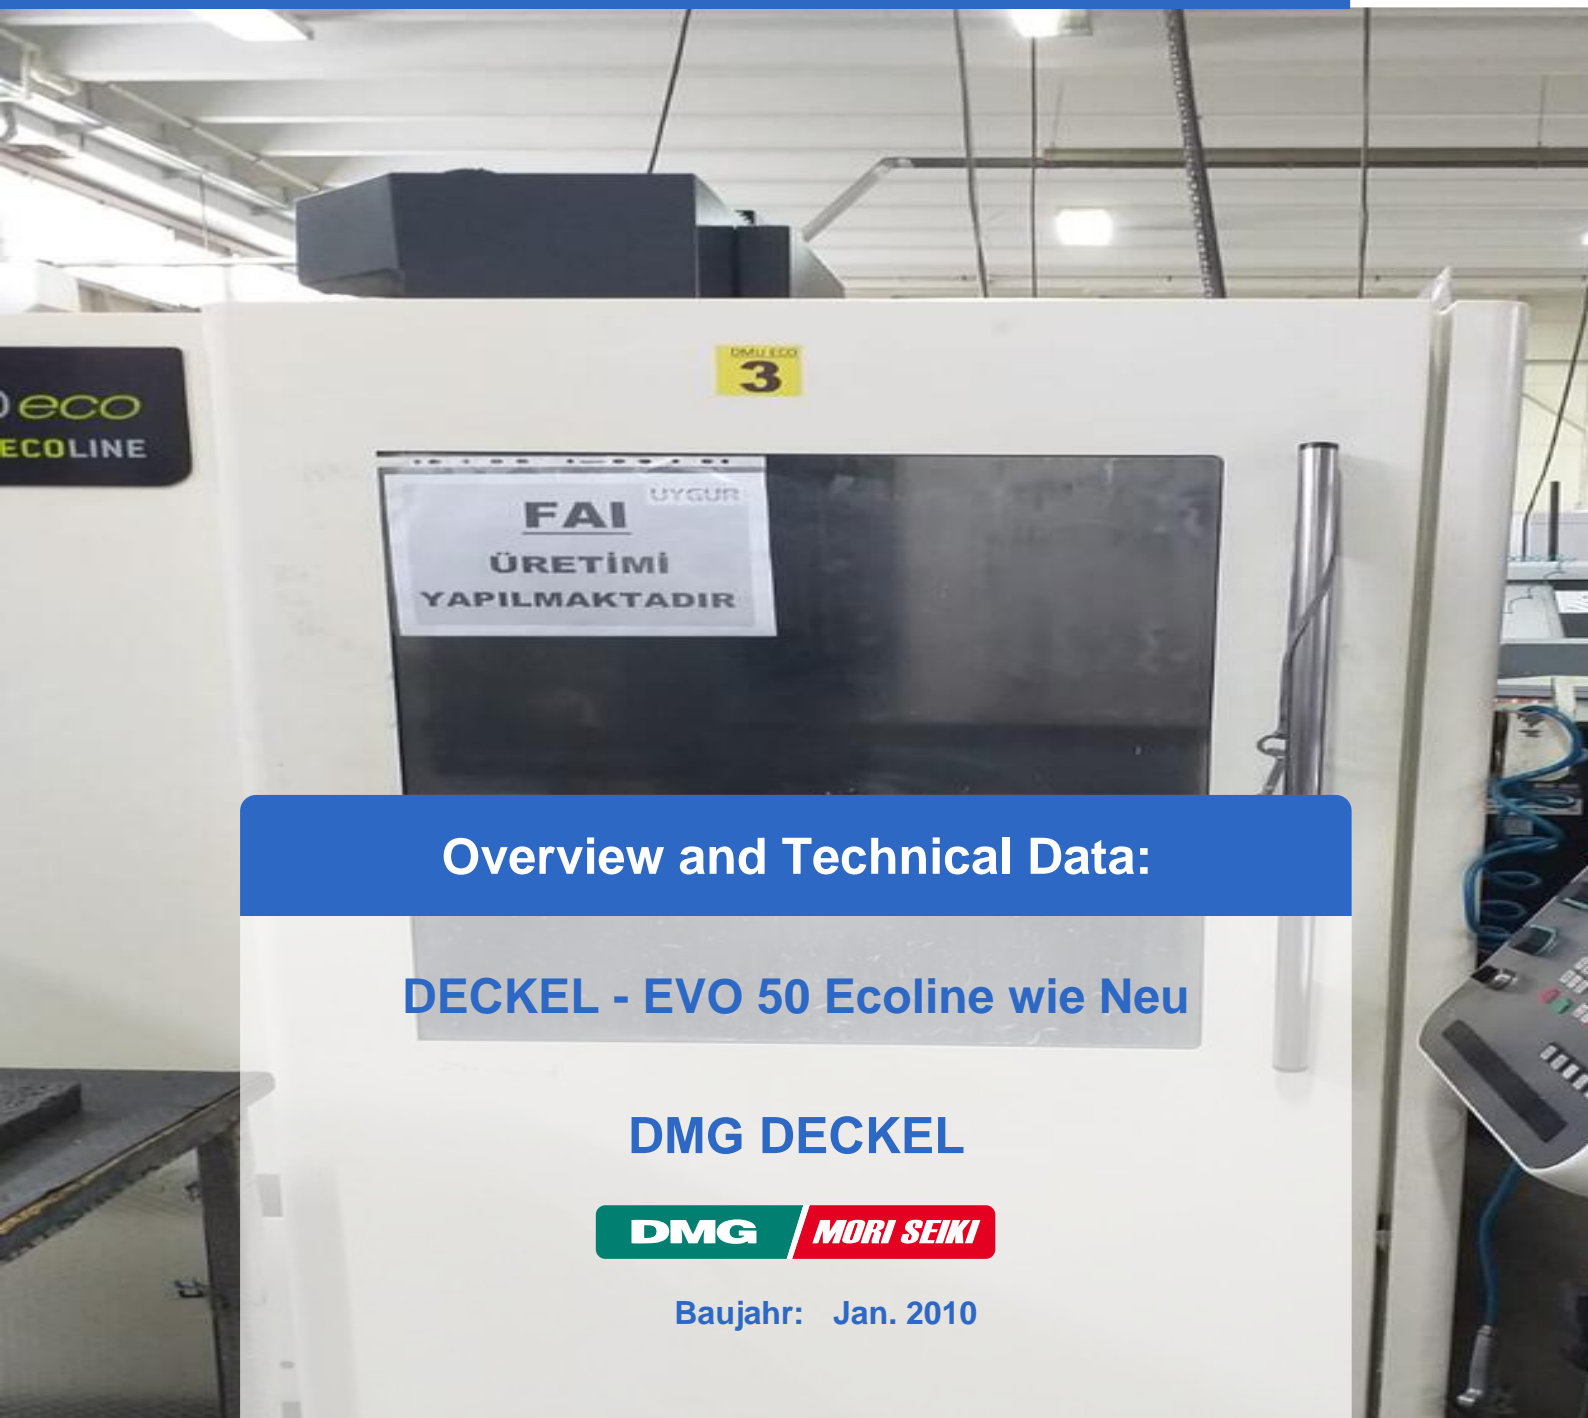 DMU ECO
3
eco
ECOLINE
UYGUR
FAI
ÜRETİMİ
YAPILMAKTADIR
Overview and Technical Data:
DECKEL - EVO 50 Ecoline wie Neu
DMG DECKEL
DMG MORI SEIKI
Baujahr: Jan. 2010